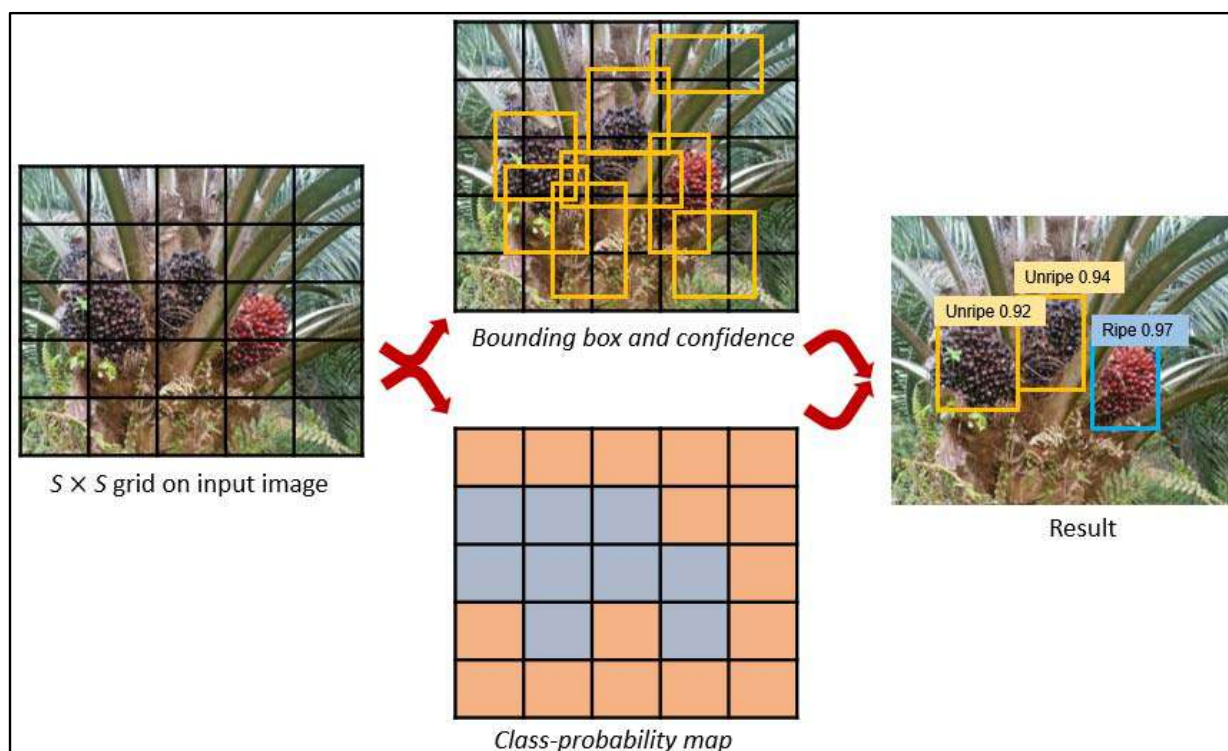 S × S grid on input image
Bounding box and confidence
Class-probability map
Unripe 0.94
Unripe 0.92
Ripe 0.97
Result